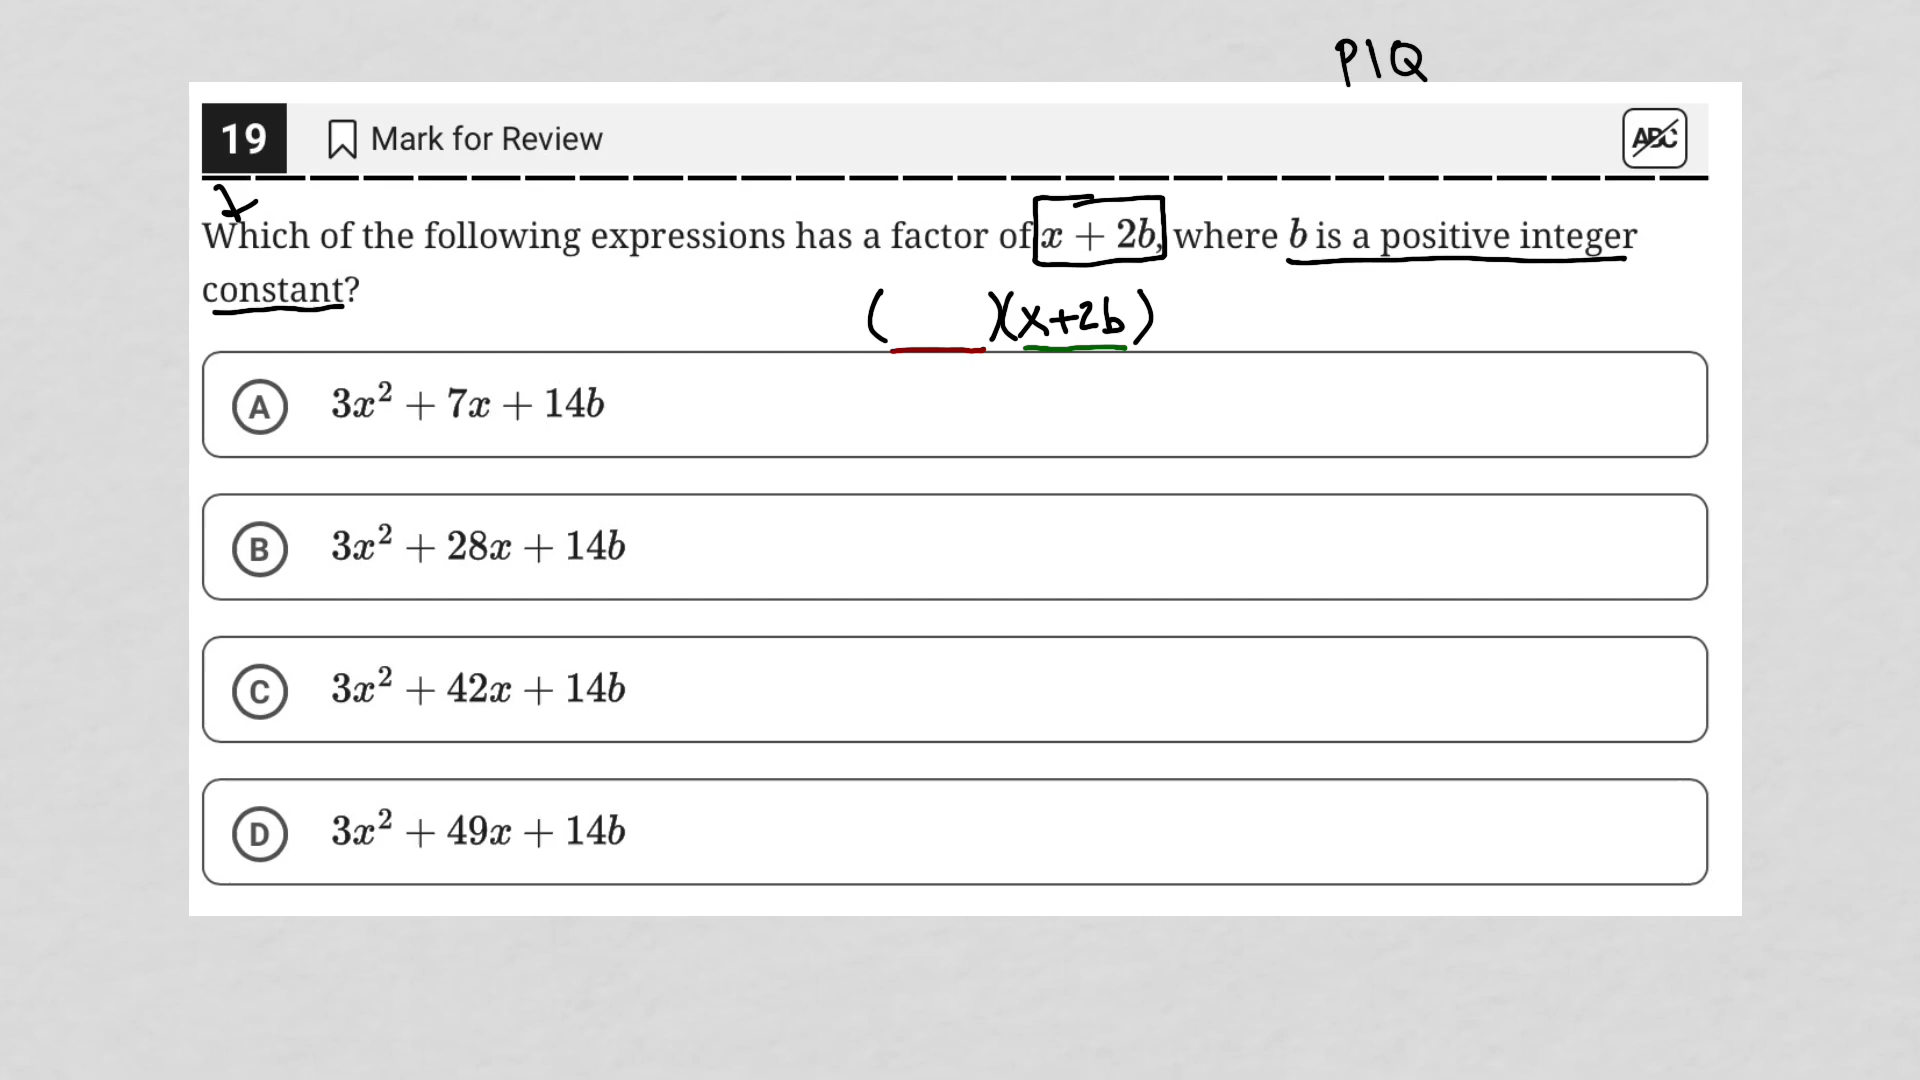 P|Q
19 Mark for Review ABC
Which of the following expressions has a factor of x + 2b, where b is a positive integer
constant?
( )(x+2b)
A 3x² + 7x + 14b
B 3x² + 28x + 14b
C 3x² + 42x + 14b
D 3x² + 49x + 14b